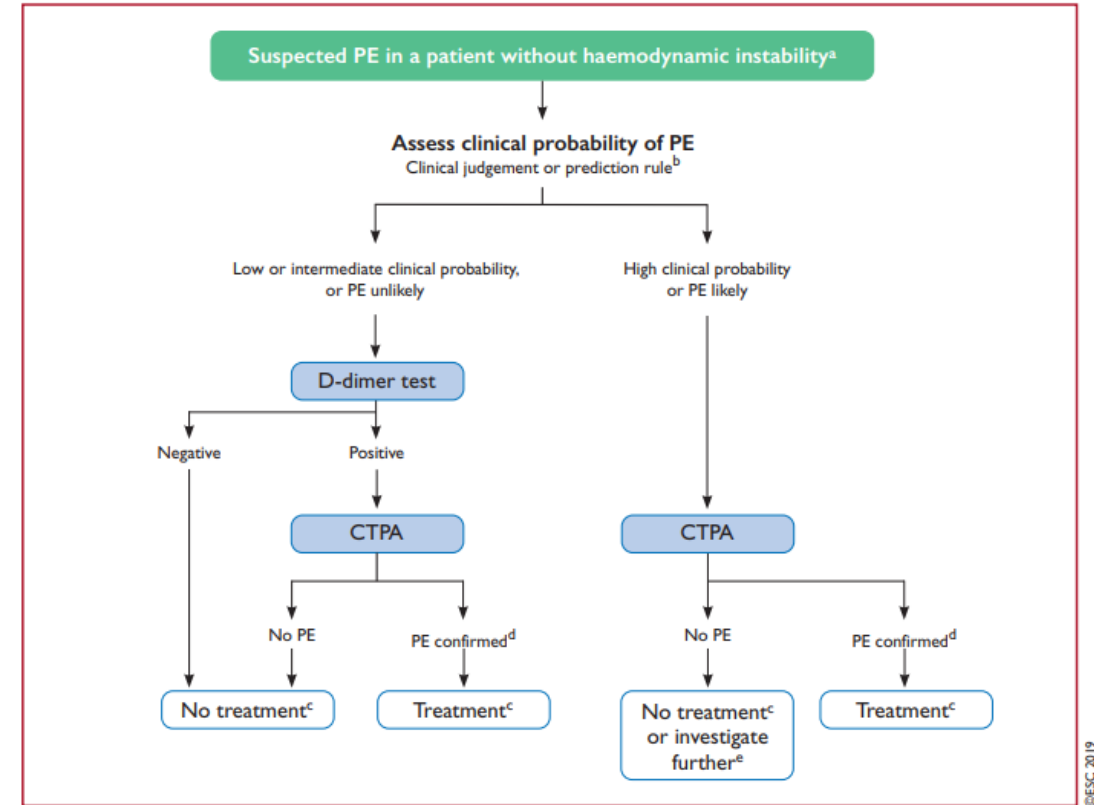 Suspected PE in a patient without haemodynamic instabilityᵃ
Assess clinical probability of PE
Clinical judgement or prediction ruleᵇ
Low or intermediate clinical probability,
or PE unlikely
High clinical probability
or PE likely
D-dimer test
Negative
Positive
CTPA
CTPA
No PE
PE confirmedᵈ
No PE
PE confirmedᵈ
No treatmentᶜ
Treatmentᶜ
No treatmentᶜ
or investigate
furtherᵉ
Treatmentᶜ
©ESC 2019